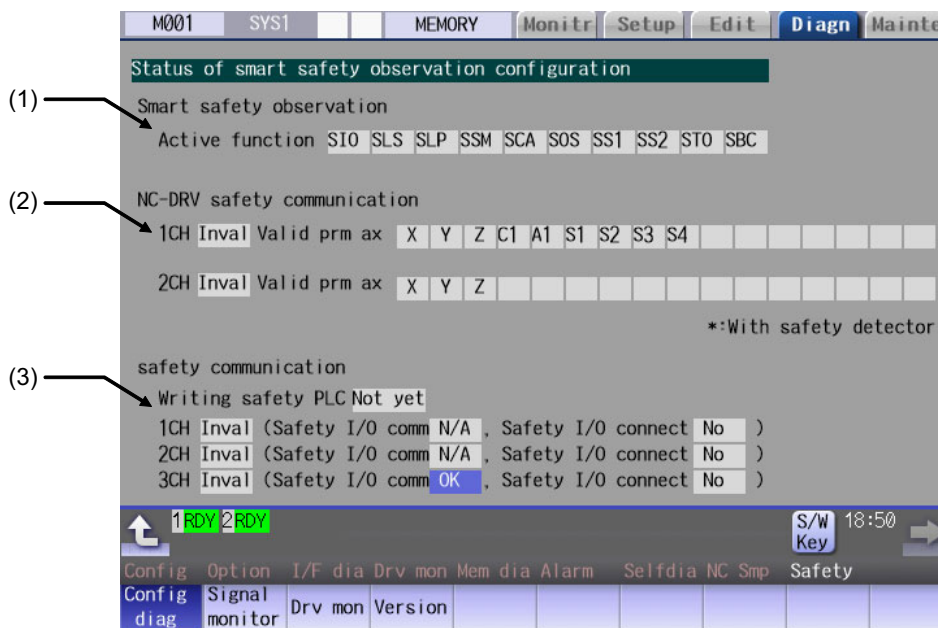 M001 SYS1 MEMORY Monitr Setup Edit Diagn Mainte
Status of smart safety observation configuration
(1)
Smart safety observation
Active function SIO SLS SLP SSM SCA SOS SS1 SS2 STO SBC
(2)
NC-DRV safety communication
1CH Inval Valid prm ax X Y Z C1 A1 S1 S2 S3 S4
2CH Inval Valid prm ax X Y Z
*:With safety detector
(3)
safety communication
Writing safety PLC Not yet
1CH Inval (Safety I/O comm N/A , Safety I/O connect No )
2CH Inval (Safety I/O comm N/A , Safety I/O connect No )
3CH Inval (Safety I/O comm OK , Safety I/O connect No )
1 RDY 2 RDY S/W Key 18:50
Config Option I/F dia Drv mon Mem dia Alarm Selfdia NC Smp Safety
Config diag Signal monitor Drv mon Version